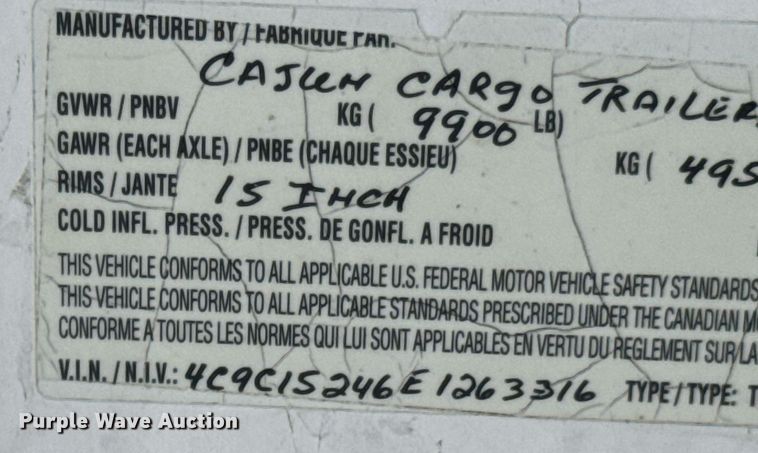 MANUFACTURED BY / FABRIQUE PAR.
CAJUN CARGO TRAILERS
GVWR / PNBV KG ( 9900 LB)
GAWR (EACH AXLE) / PNBE (CHAQUE ESSIEU) KG ( 495
RIMS / JANTE 15 INCH
COLD INFL. PRESS. / PRESS. DE GONFL. A FROID
THIS VEHICLE CONFORMS TO ALL APPLICABLE U.S. FEDERAL MOTOR VEHICLE SAFETY STANDARDS
THIS VEHICLE CONFORMS TO ALL APPLICABLE STANDARDS PRESCRIBED UNDER THE CANADIAN M
CONFORME A TOUTES LES NORMES QUI LUI SONT APPLICABLES EN VERTU DU REGLEMENT SUR LA
V.I.N. / N.I.V.: 4C9C15246E1263316 TYPE / TYPE: T
Purple Wave Auction